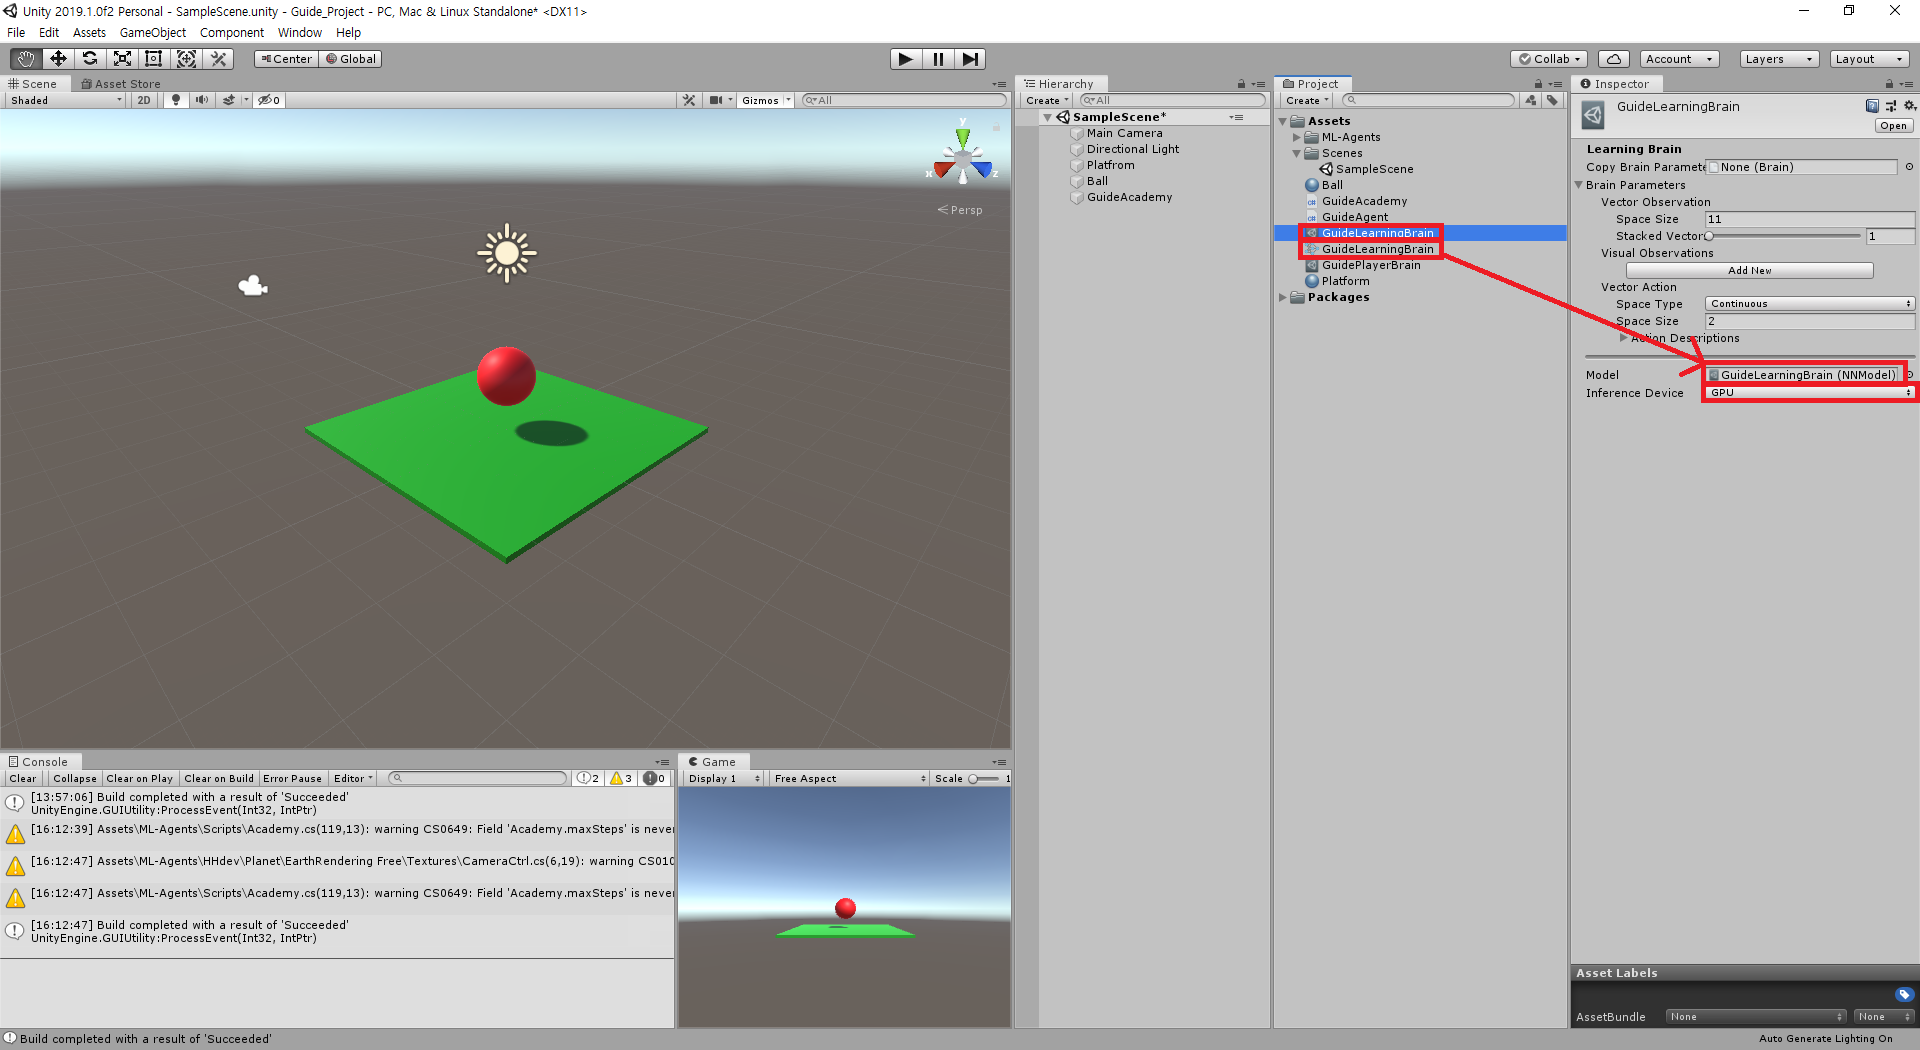 Unity 2019.1.0f2 Personal - SampleScene.unity - Guide_Project - PC, Mac & Linux Standalone* <DX11>
File Edit Assets GameObject Component Window Help
Center Global Collab Account Layers Layout
Scene Asset Store
Shaded 2D 0 Gizmos All
y
x
z
Persp
Hierarchy
Create All
SampleScene*
Main Camera
Directional Light
Platfrom
Ball
GuideAcademy
Project
Create
Assets
ML-Agents
Scenes
SampleScene
Ball
GuideAcademy
GuideAgent
GuideLearningBrain
GuideLearningBrain
GuidePlayerBrain
Platform
Packages
Inspector
GuideLearningBrain
Open
Learning Brain
Copy Brain Paramete None (Brain)
Brain Parameters
Vector Observation
Space Size 11
Stacked Vector 1
Visual Observations
Add New
Vector Action
Space Type Continuous
Space Size 2
Action Descriptions
Model GuideLearningBrain (NNModel)
Inference Device GPU
Console
Clear Collapse Clear on Play Clear on Build Error Pause Editor 2 3 0
[13:57:06] Build completed with a result of 'Succeeded'
UnityEngine.GUIUtility:ProcessEvent(Int32, IntPtr)
[16:12:39] Assets\ML-Agents\Scripts\Academy.cs(119,13): warning CS0649: Field 'Academy.maxSteps' is never
[16:12:47] Assets\ML-Agents\HHdev\Planet\EarthRendering Free\Textures\CameraCtrl.cs(6,19): warning CS010
[16:12:47] Assets\ML-Agents\Scripts\Academy.cs(119,13): warning CS0649: Field 'Academy.maxSteps' is never
[16:12:47] Build completed with a result of 'Succeeded'
UnityEngine.GUIUtility:ProcessEvent(Int32, IntPtr)
Game
Display 1 Free Aspect Scale 1
Asset Labels
AssetBundle None None
Build completed with a result of 'Succeeded'
Auto Generate Lighting On